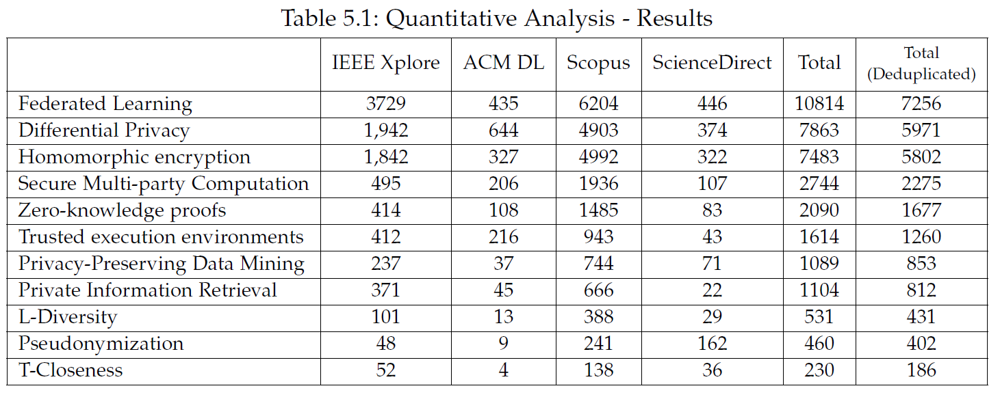 Table 5.1: Quantitative Analysis - Results
IEEE Xplore ACM DL Scopus ScienceDirect Total Total (Deduplicated)
Federated Learning 3729 435 6204 446 10814 7256
Differential Privacy 1,942 644 4903 374 7863 5971
Homomorphic encryption 1,842 327 4992 322 7483 5802
Secure Multi-party Computation 495 206 1936 107 2744 2275
Zero-knowledge proofs 414 108 1485 83 2090 1677
Trusted execution environments 412 216 943 43 1614 1260
Privacy-Preserving Data Mining 237 37 744 71 1089 853
Private Information Retrieval 371 45 666 22 1104 812
L-Diversity 101 13 388 29 531 431
Pseudonymization 48 9 241 162 460 402
T-Closeness 52 4 138 36 230 186